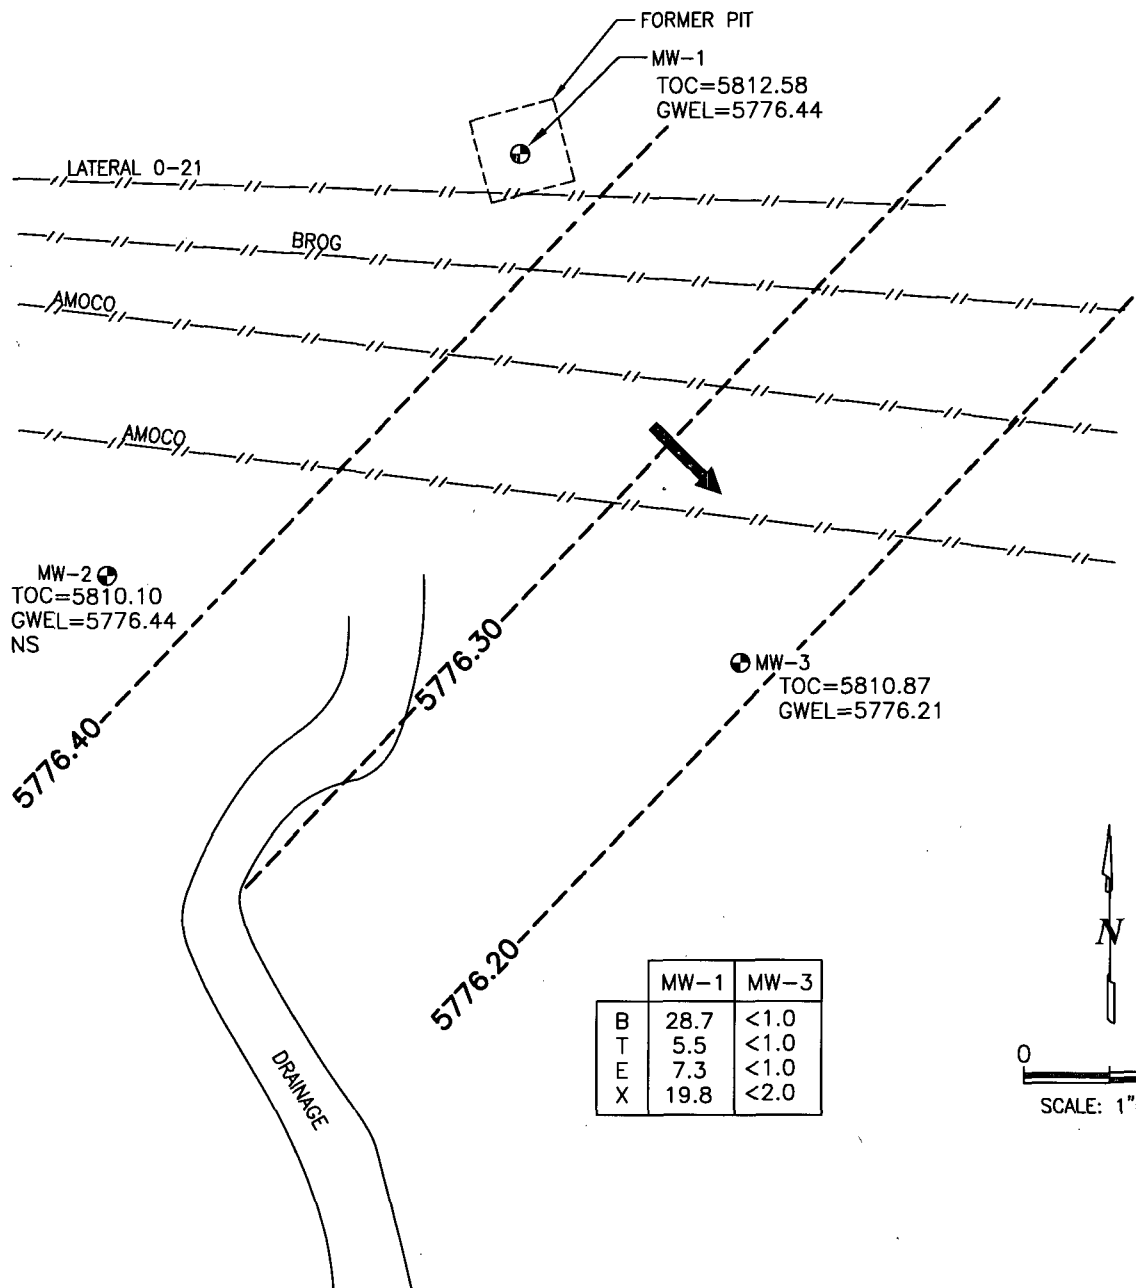 FORMER PIT
MW-1
TOC=5812.58
GWEL=5776.44
LATERAL O-21
BROG
AMOCO
AMOCO
MW-2
TOC=5810.10
GWEL=5776.44
NS
5776.40
5776.30
MW-3
TOC=5810.87
GWEL=5776.21
5776.20
MW-1 MW-3
B 28.7 <1.0
T 5.5 <1.0
E 7.3 <1.0
X 19.8 <2.0
DRAINAGE
N
0
SCALE: 1"